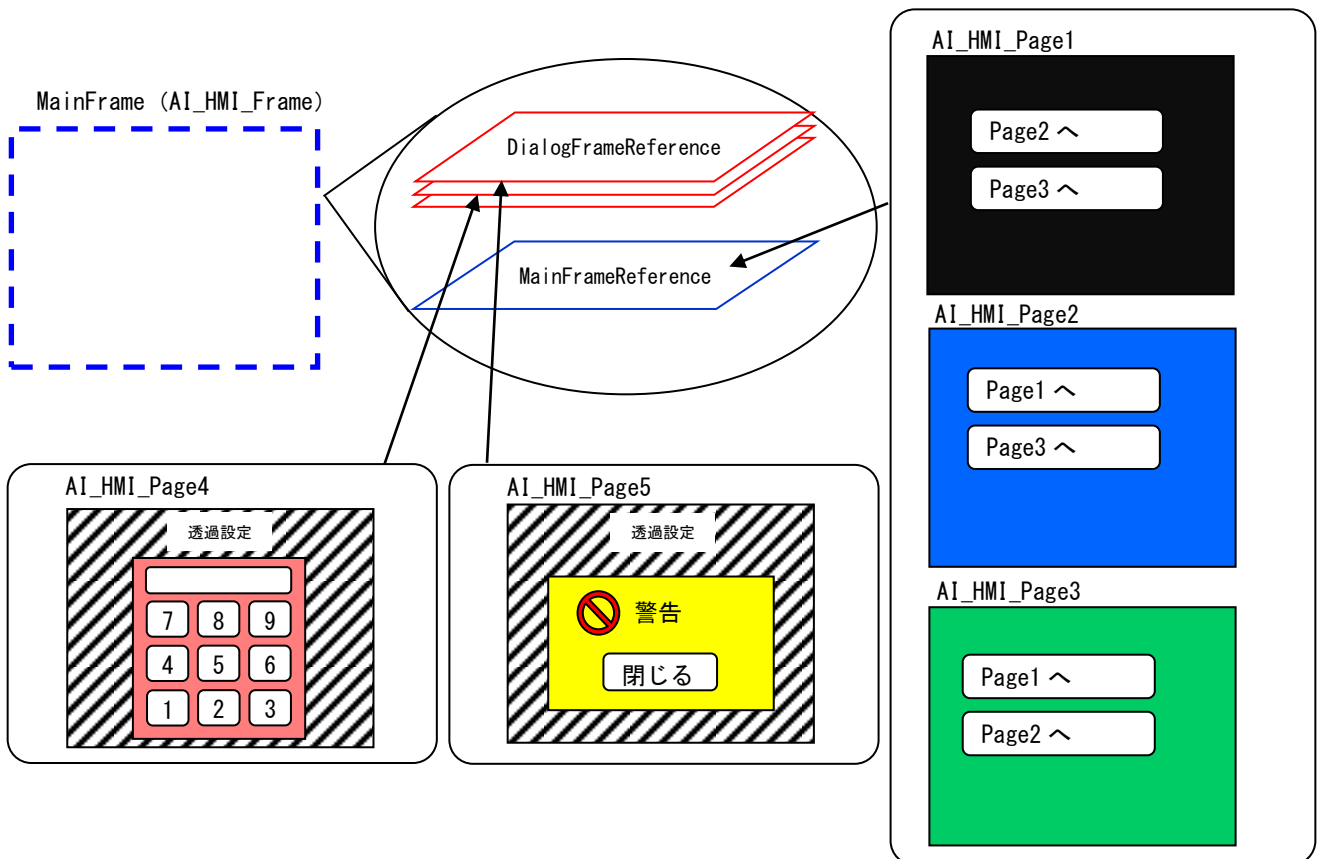 MainFrame (AI_HMI_Frame)
DialogFrameReference
MainFrameReference
AI_HMI_Page1
Page2 へ
Page3 へ
AI_HMI_Page2
Page1 へ
Page3 へ
AI_HMI_Page3
Page1 へ
Page2 へ
AI_HMI_Page4
透過設定
7 8 9
4 5 6
1 2 3
AI_HMI_Page5
透過設定
警告
閉じる